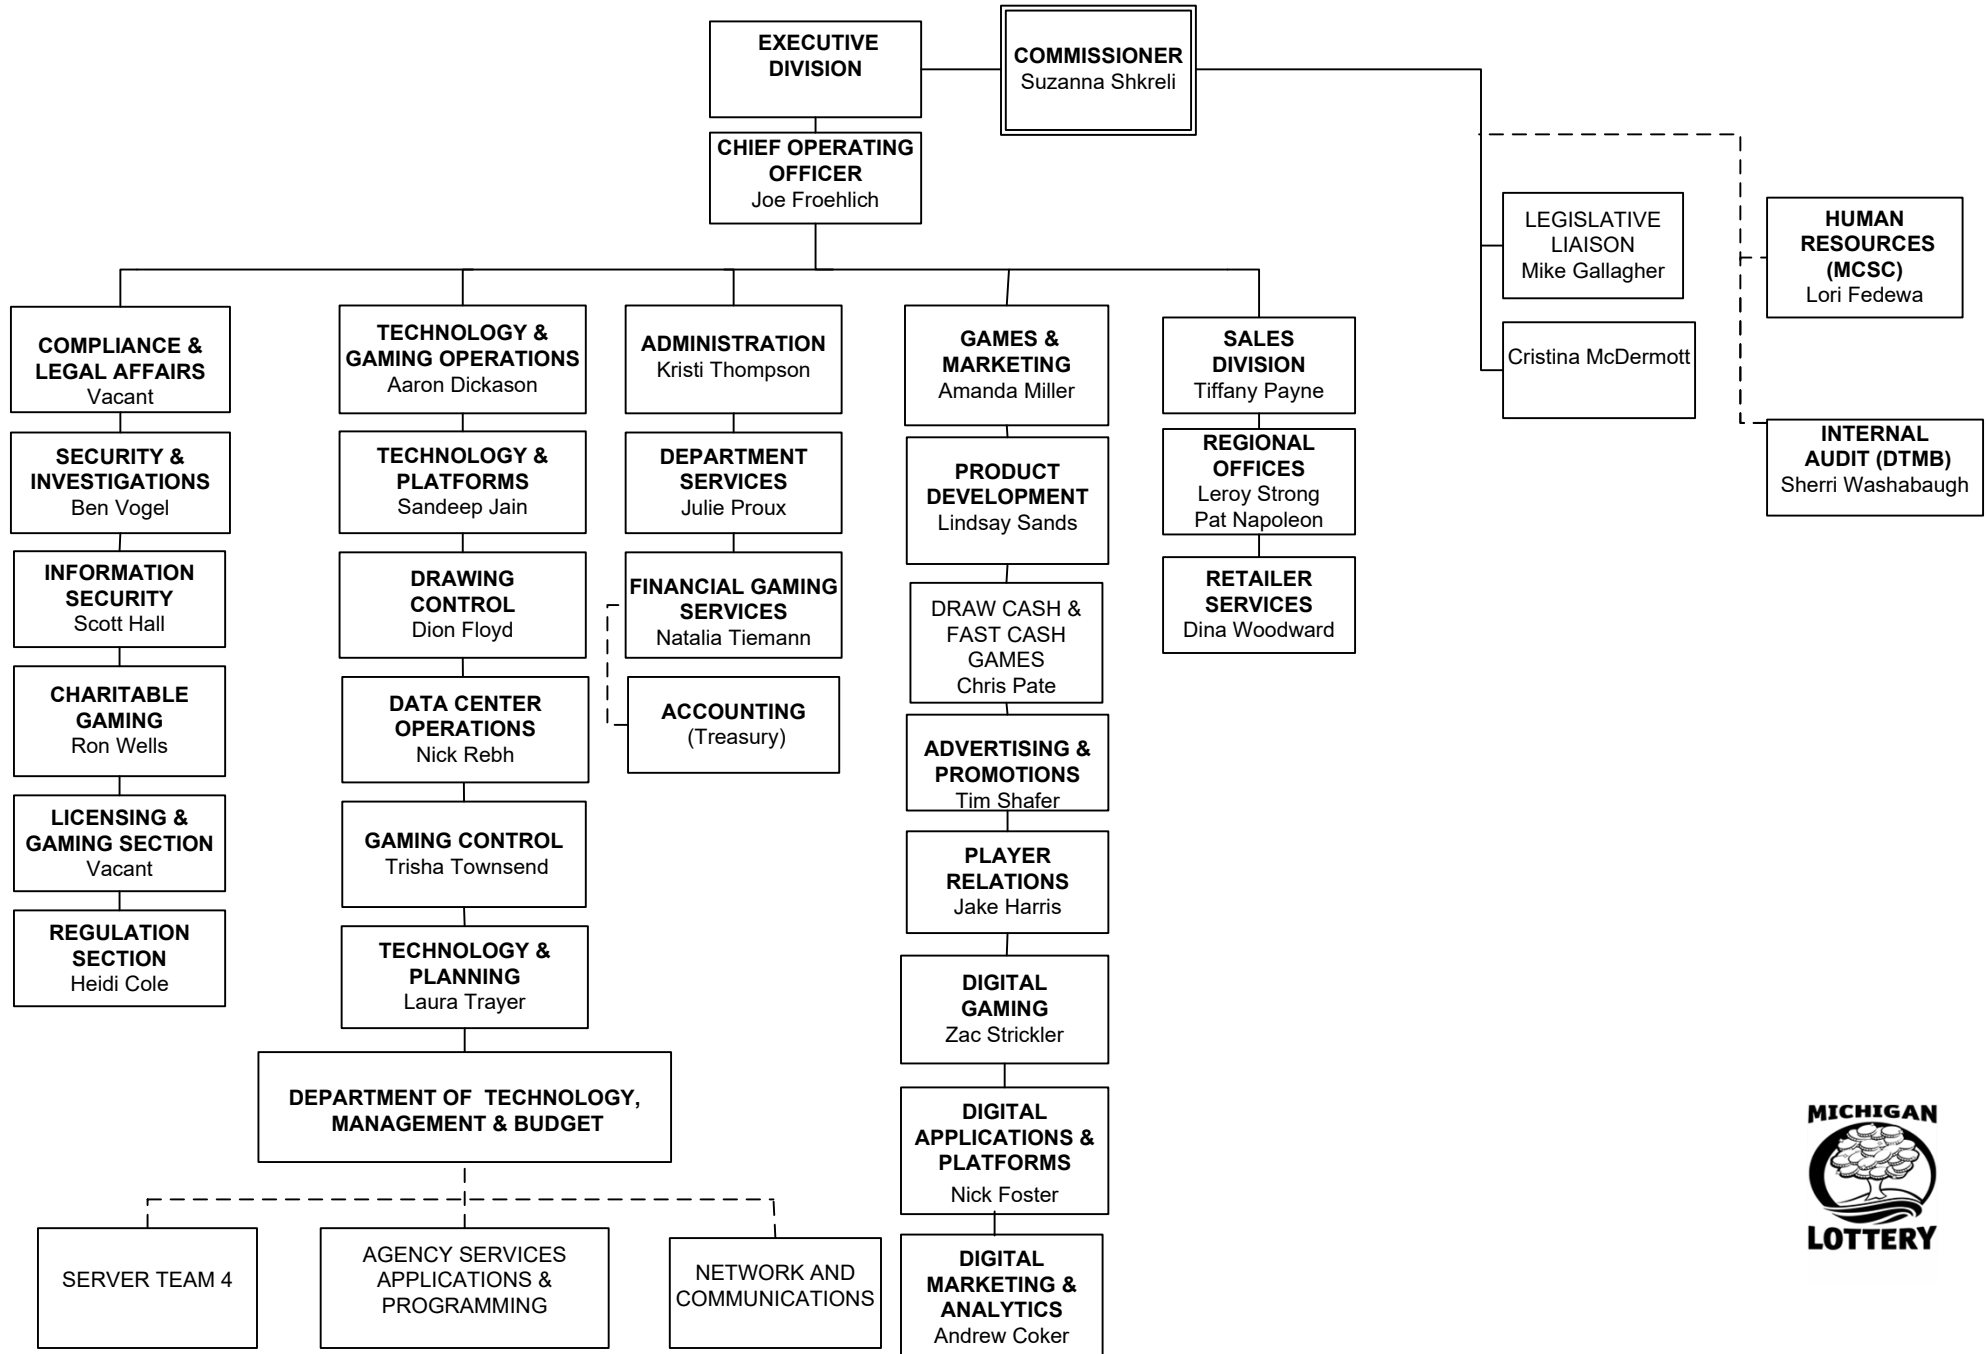 EXECUTIVE
DIVISION
COMMISSIONER
Suzanna Shkreli
CHIEF OPERATING
OFFICER
Joe Froehlich
LEGISLATIVE
LIAISON
Mike Gallagher
Cristina McDermott
HUMAN
RESOURCES
(MCSC)
Lori Fedewa
INTERNAL
AUDIT (DTMB)
Sherri Washabaugh
COMPLIANCE &
LEGAL AFFAIRS
Vacant
SECURITY &
INVESTIGATIONS
Ben Vogel
INFORMATION
SECURITY
Scott Hall
CHARITABLE
GAMING
Ron Wells
LICENSING &
GAMING SECTION
Vacant
REGULATION
SECTION
Heidi Cole
TECHNOLOGY &
GAMING OPERATIONS
Aaron Dickason
TECHNOLOGY &
PLATFORMS
Sandeep Jain
DRAWING
CONTROL
Dion Floyd
DATA CENTER
OPERATIONS
Nick Rebh
GAMING CONTROL
Trisha Townsend
TECHNOLOGY &
PLANNING
Laura Trayer
DEPARTMENT OF TECHNOLOGY,
MANAGEMENT & BUDGET
SERVER TEAM 4
AGENCY SERVICES
APPLICATIONS &
PROGRAMMING
NETWORK AND
COMMUNICATIONS
ADMINISTRATION
Kristi Thompson
DEPARTMENT
SERVICES
Julie Proux
FINANCIAL GAMING
SERVICES
Natalia Tiemann
ACCOUNTING
(Treasury)
GAMES &
MARKETING
Amanda Miller
PRODUCT
DEVELOPMENT
Lindsay Sands
DRAW CASH &
FAST CASH
GAMES
Chris Pate
ADVERTISING &
PROMOTIONS
Tim Shafer
PLAYER
RELATIONS
Jake Harris
DIGITAL
GAMING
Zac Strickler
DIGITAL
APPLICATIONS &
PLATFORMS
Nick Foster
DIGITAL
MARKETING &
ANALYTICS
Andrew Coker
SALES
DIVISION
Tiffany Payne
REGIONAL
OFFICES
Leroy Strong
Pat Napoleon
RETAILER
SERVICES
Dina Woodward
MICHIGAN
LOTTERY